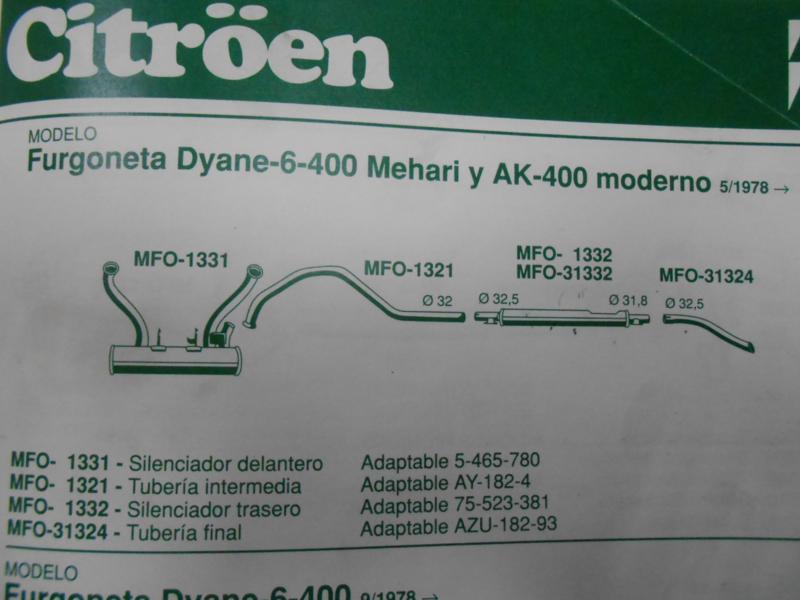 Citröen
MODELO
Furgoneta Dyane-6-400 Mehari y AK-400 moderno 5/1978 →
MFO-1331
MFO-1321
MFO- 1332
MFO-31332
MFO-31324
Ø 32
Ø 32,5
Ø 31,8
Ø 32,5
MFO- 1331 - Silenciador delantero Adaptable 5-465-780
MFO- 1321 - Tubería intermedia Adaptable AY-182-4
MFO- 1332 - Silenciador trasero Adaptable 75-523-381
MFO-31324 - Tubería final Adaptable AZU-182-93
MODELO
Furgoneta Dyane-6-400 9/1978 →